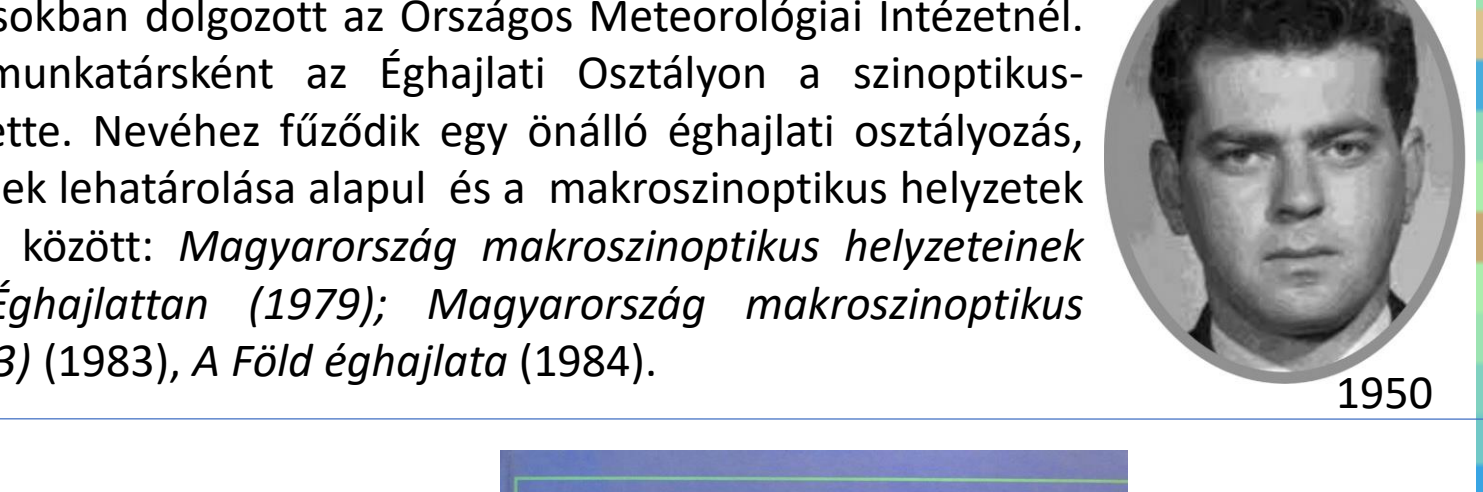 sokban dolgozott az Országos Meteorológiai Intézetnél.
munkatársként az Éghajlati Osztályon a szinoptikus-
ette. Nevéhez fűződik egy önálló éghajlati osztályozás,
ek lehatárolása alapul és a makroszinoptikus helyzetek
között: Magyarország makroszinoptikus helyzeteinek
Éghajlattan (1979); Magyarország makroszinoptikus
3) (1983), A Föld éghajlata (1984).
1950